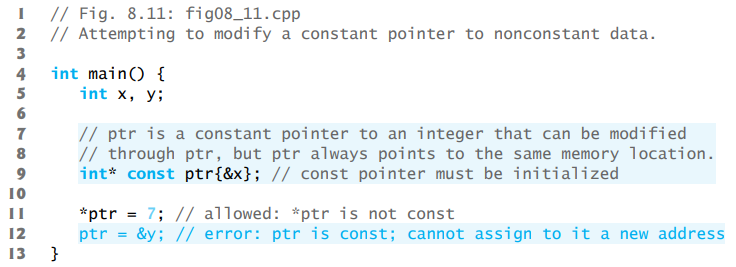 1 // Fig. 8.11: fig08_11.cpp
2 // Attempting to modify a constant pointer to nonconstant data.
3
4 int main() {
5 int x, y;
6
7 // ptr is a constant pointer to an integer that can be modified
8 // through ptr, but ptr always points to the same memory location.
9 int* const ptr{&x}; // const pointer must be initialized
10
11 *ptr = 7; // allowed: *ptr is not const
12 ptr = &y; // error: ptr is const; cannot assign to it a new address
13 }